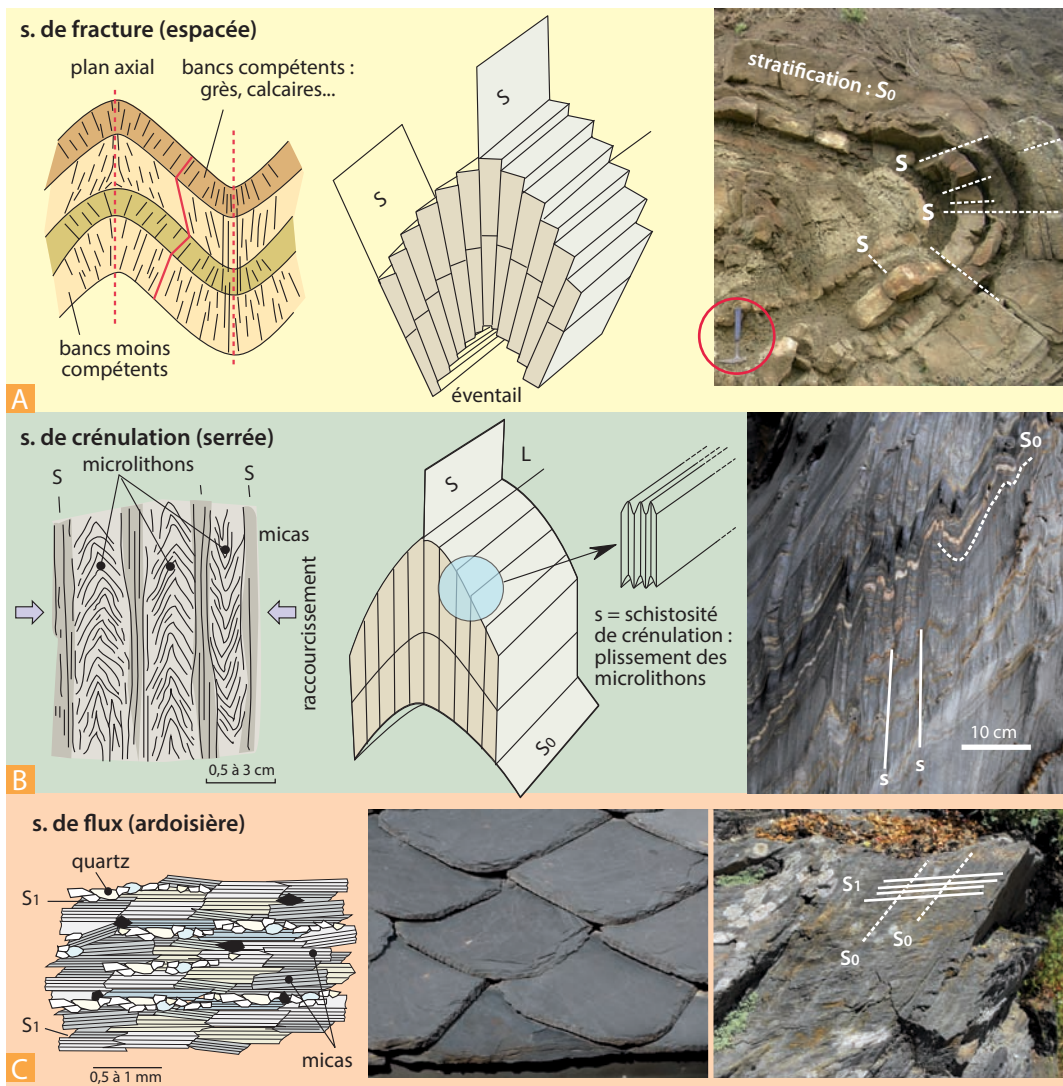 s. de fracture (espacée)
plan axial
bancs compétents :
grès, calcaires...
bancs moins
compétents
S
S
éventail
stratification : S0
S
S
S
A
s. de crénulation (serrée)
S
microlithons
S
micas
raccourcissement
0,5 à 3 cm
S
L
S0
s = schistosité
de crénulation :
plissement des
microlithons
S0
s
s
10 cm
B
s. de flux (ardoisière)
quartz
S1
S1
micas
0,5 à 1 mm
S1
S0
S0
C